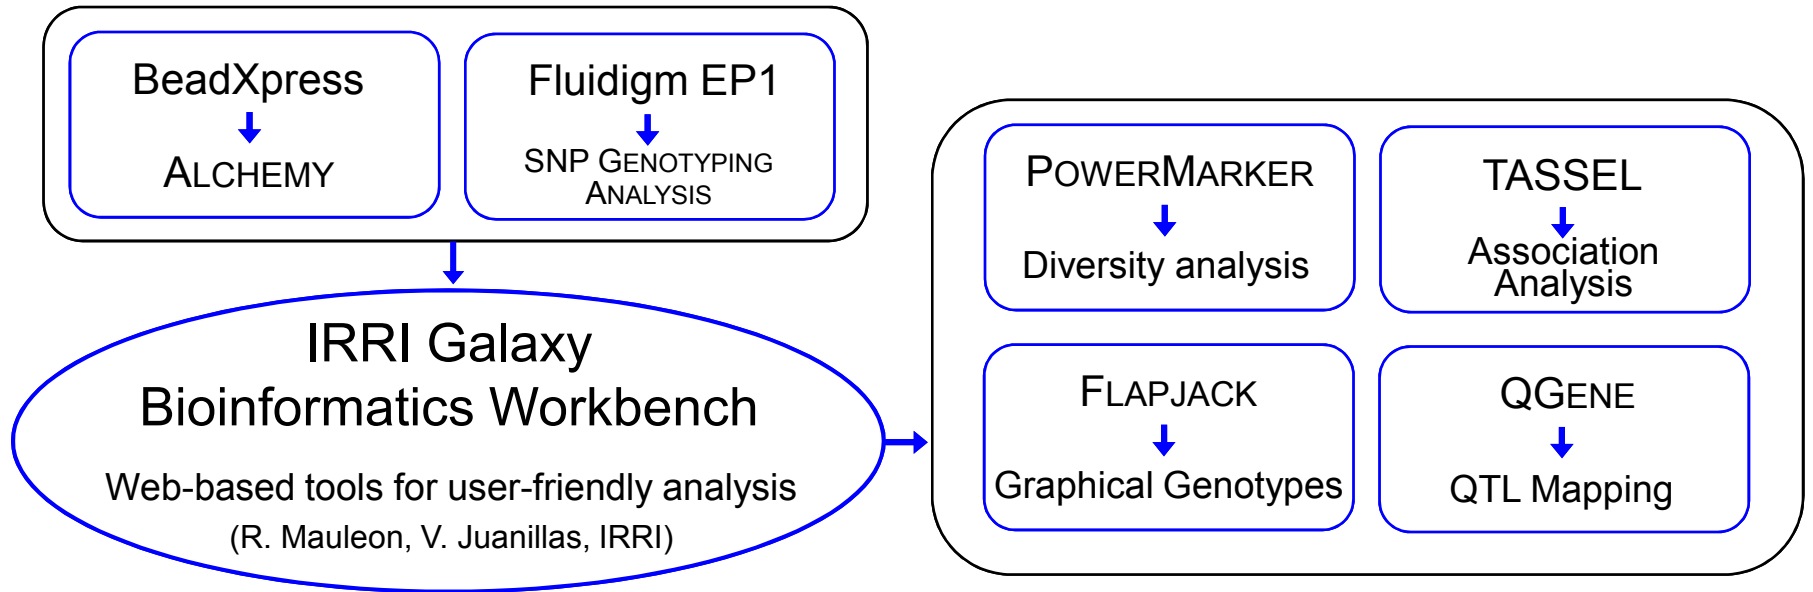 BeadXpress
ALCHEMY
Fluidigm EP1
SNP GENOTYPING
ANALYSIS
IRRI Galaxy
Bioinformatics Workbench
Web-based tools for user-friendly analysis
(R. Mauleon, V. Juanillas, IRRI)
POWERMARKER
Diversity analysis
TASSEL
Association
Analysis
FLAPJACK
Graphical Genotypes
QGENE
QTL Mapping